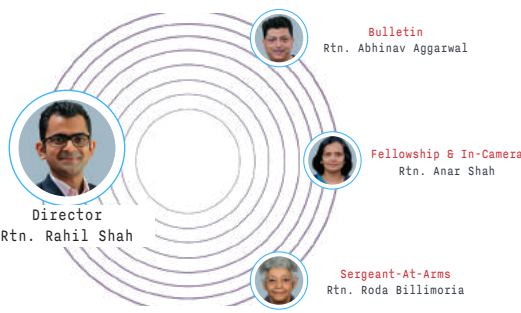 Bulletin
Rtn. Abhinav Aggarwal
Fellowship & In-Camera
Rtn. Anar Shah
Director
Rtn. Rahil Shah
Sergeant-At-Arms
Rtn. Roda Billimoria